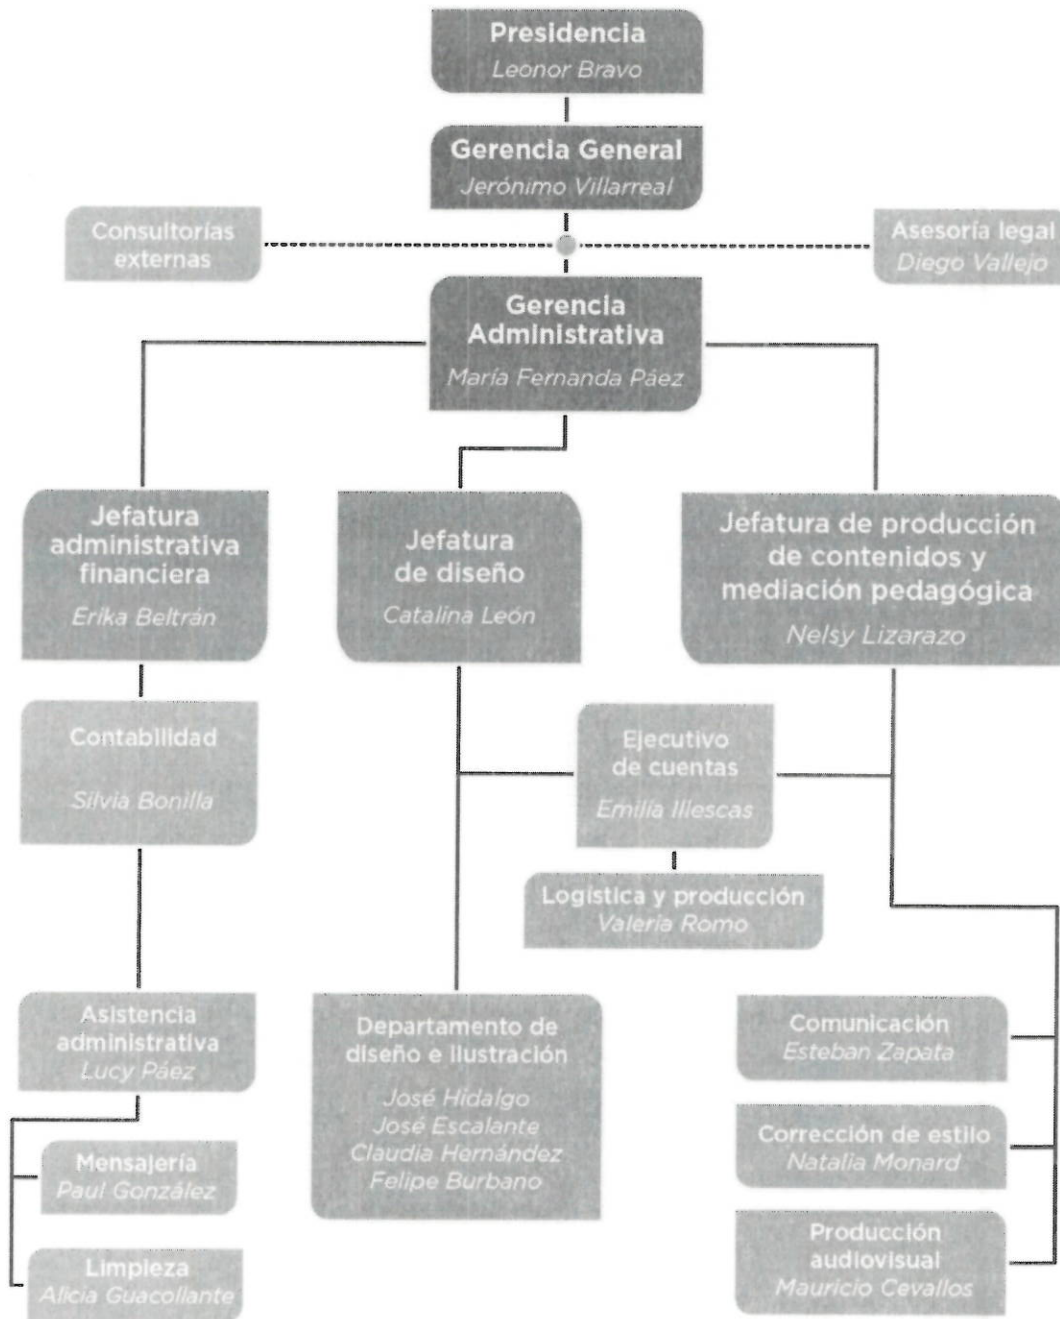 Presidencia
Leonor Bravo
Gerencia General
Jerónimo Villarreal
Consultorías
externas
Asesoría legal
Diego Vallejo
Gerencia
Administrativa
María Fernanda Páez
Jefatura
administrativa
financiera
Erika Beltrán
Jefatura
de diseño
Catalina León
Jefatura de producción
de contenidos y
mediación pedagógica
Nelsy Lizarazo
Contabilidad
Silvia Bonilla
Ejecutivo
de cuentas
Emilia Illescas
Logística y producción
Valeria Romo
Asistencia
administrativa
Lucy Páez
Mensajería
Paul González
Limpieza
Alicia Guacollante
Departamento de
diseño e ilustración
José Hidalgo
José Escalante
Claudia Hernández
Felipe Burbano
Comunicación
Esteban Zapata
Corrección de estilo
Natalia Monard
Producción
audiovisual
Mauricio Cevallos